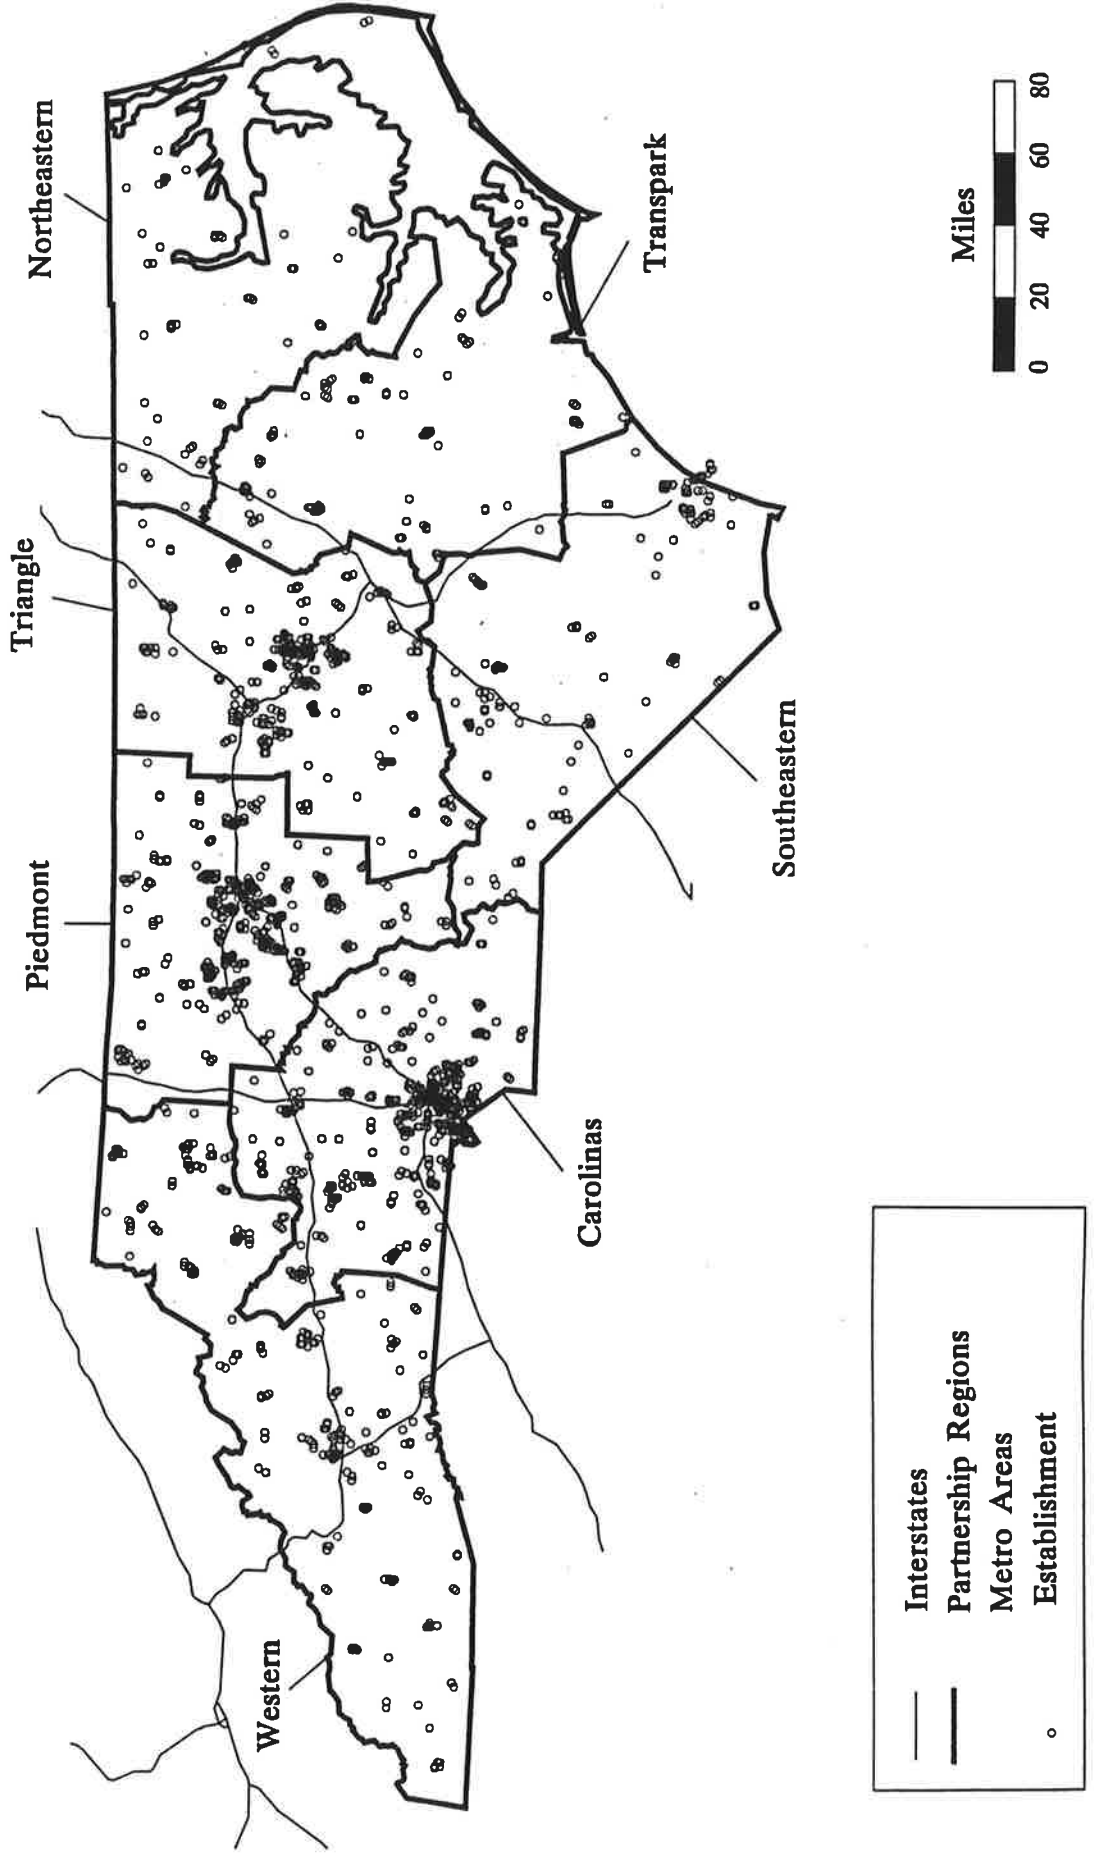 Western
Piedmont
Triangle
Northeastern
Carolinas
Southeastern
Transpark
Interstates
Partnership Regions
Metro Areas
Establishment
Miles
0 20 40 60 80